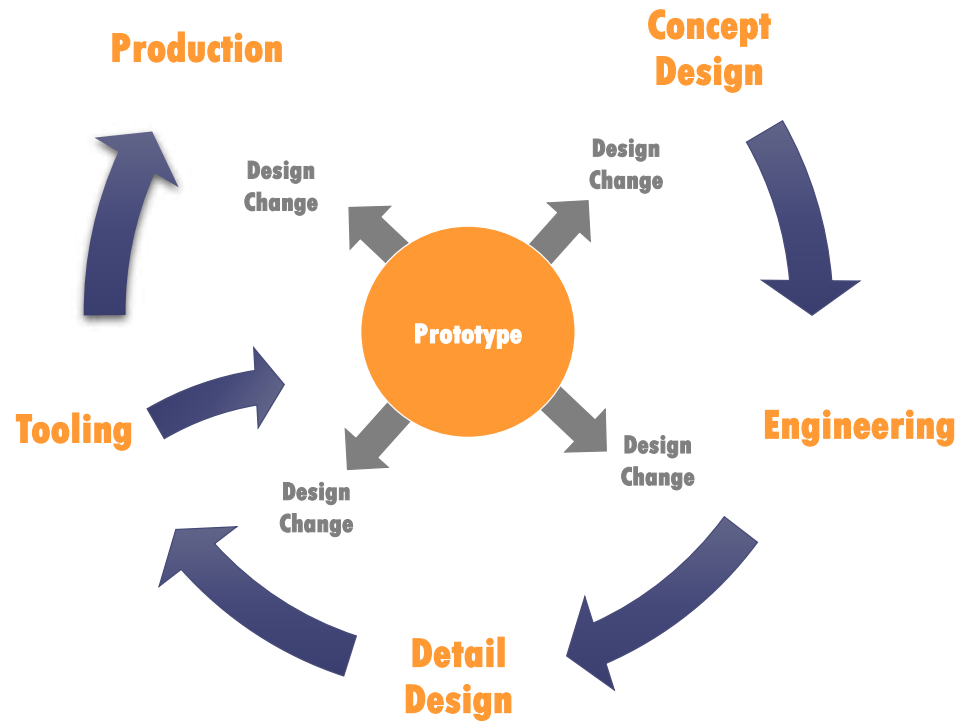 Production
Concept
Design
Design
Change
Design
Change
Prototype
Tooling
Engineering
Design
Change
Design
Change
Detail
Design